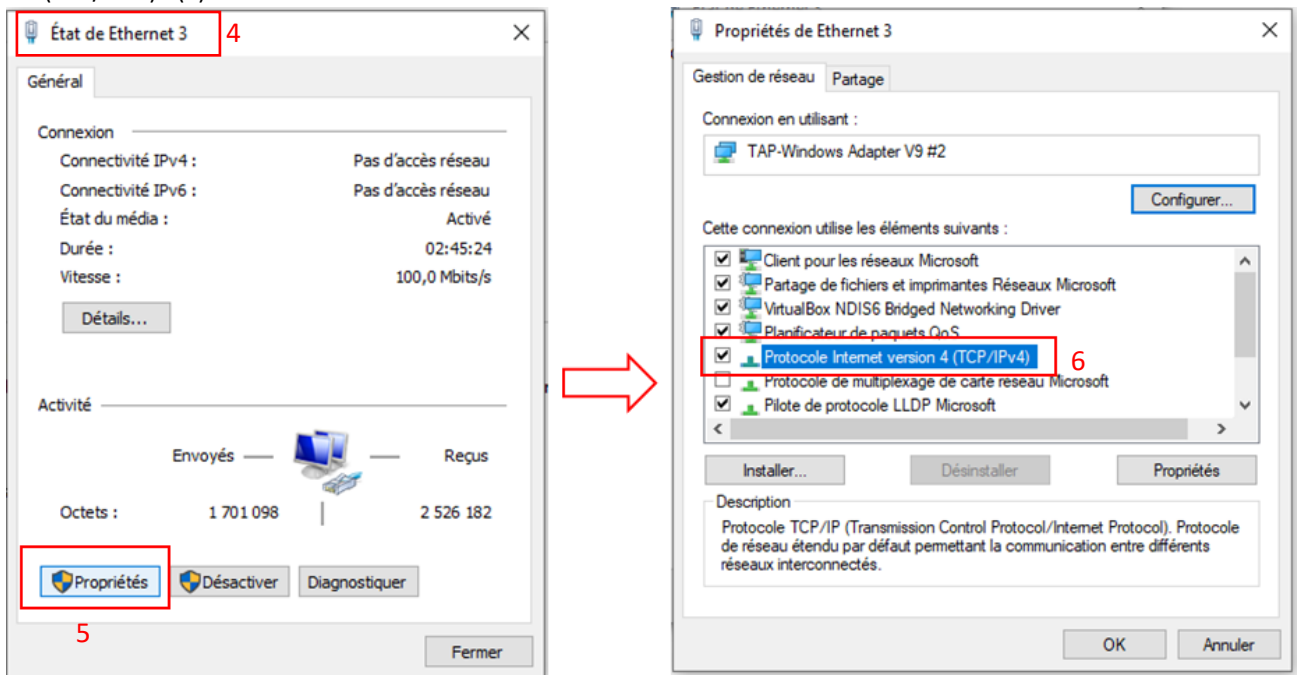 État de Ethernet 3
4
Général
Connexion
Connectivité IPv4 : Pas d'accès réseau
Connectivité IPv6 : Pas d'accès réseau
État du média : Activé
Durée : 02:45:24
Vitesse : 100,0 Mbits/s
Détails...
Activité
Envoyés Reçus
Octets : 1 701 098 2 526 182
Propriétés Désactiver Diagnostiquer
5
Fermer
Propriétés de Ethernet 3
Gestion de réseau Partage
Connexion en utilisant :
TAP-Windows Adapter V9 #2
Configurer...
Cette connexion utilise les éléments suivants :
Client pour les réseaux Microsoft
Partage de fichiers et imprimantes Réseaux Microsoft
VirtualBox NDIS6 Bridged Networking Driver
Planificateur de paquets QoS
Protocole Internet version 4 (TCP/IPv4)
6
Protocole de multiplexage de carte réseau Microsoft
Pilote de protocole LLDP Microsoft
Installer... Désinstaller Propriétés
Description
Protocole TCP/IP (Transmission Control Protocol/Internet Protocol). Protocole
de réseau étendu par défaut permettant la communication entre différents
réseaux interconnectés.
OK Annuler